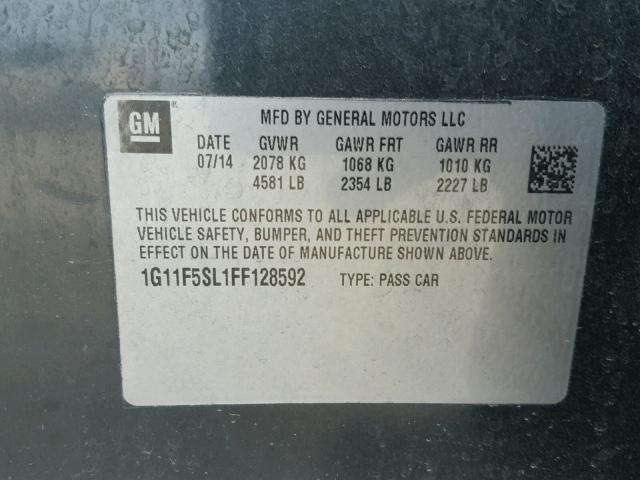 GM
MFD BY GENERAL MOTORS LLC
DATE GVWR GAWR FRT GAWR RR
07/14 2078 KG 1068 KG 1010 KG
4581 LB 2354 LB 2227 LB
THIS VEHICLE CONFORMS TO ALL APPLICABLE U.S. FEDERAL MOTOR
VEHICLE SAFETY, BUMPER, AND THEFT PREVENTION STANDARDS IN
EFFECT ON THE DATE OF MANUFACTURE SHOWN ABOVE.
1G11F5SL1FF128592 TYPE: PASS CAR